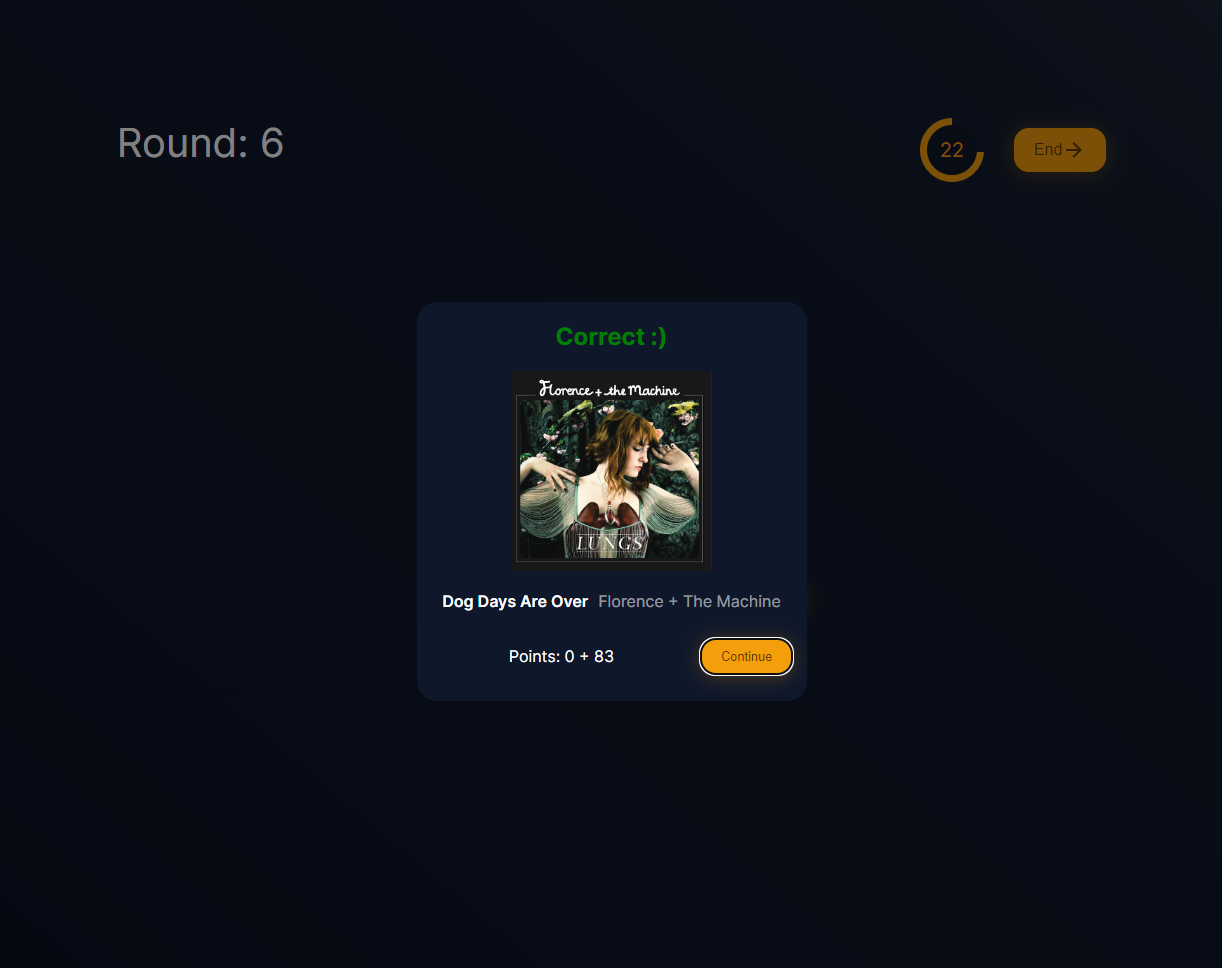 Round: 6
22
End
Correct :)
Florence + the Machine
LUNGS
Dog Days Are Over Florence + The Machine
Points: 0 + 83
Continue